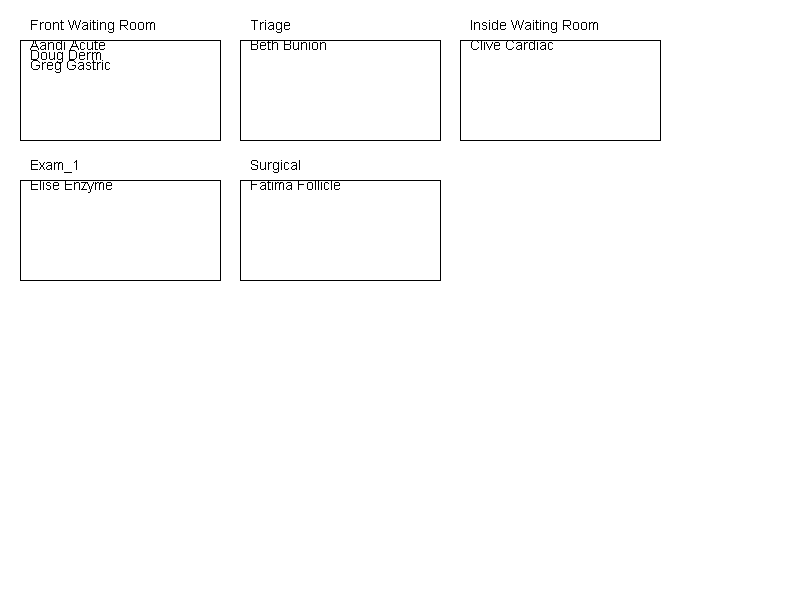 Front Waiting Room
Aandi Acute
Doug Derm
Greg Gastric
Triage
Beth Bunion
Inside Waiting Room
Clive Cardiac
Exam_1
Elise Enzyme
Surgical
Fatima Follicle